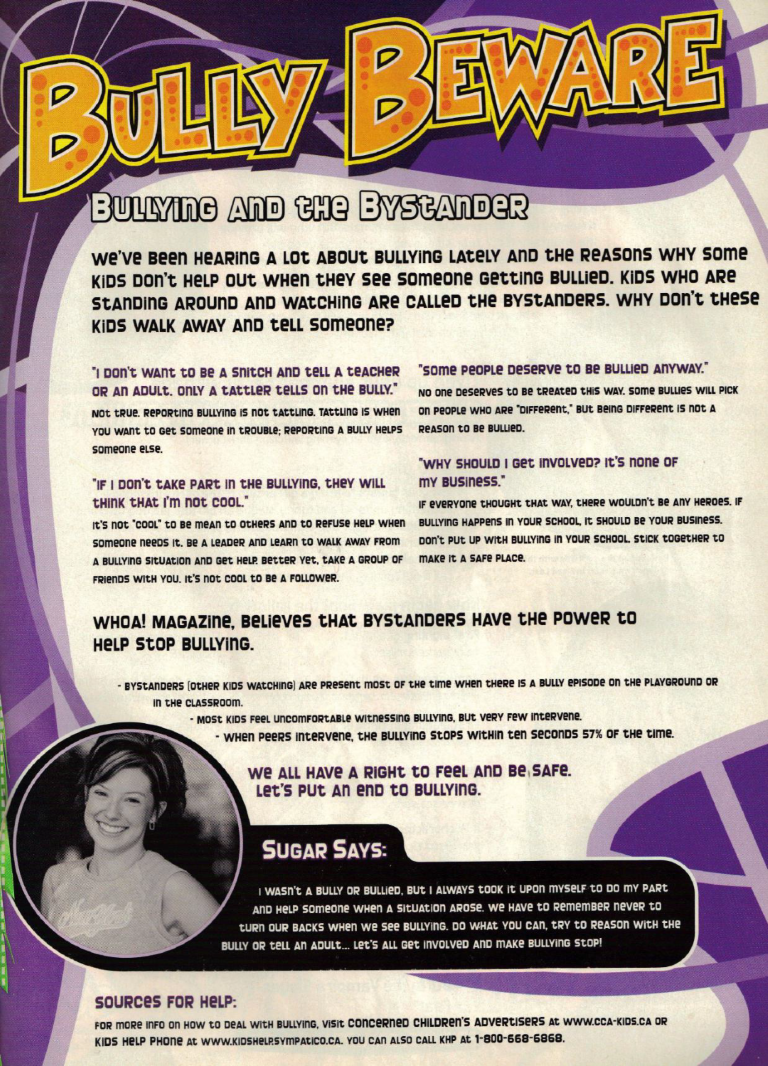 BULLY BEWARE
BULLYING AND THE BYSTANDER
WE'VE BEEN HEARING A LOT ABOUT BULLYING LATELY AND THE REASONS WHY SOME
KIDS DON'T HELP OUT WHEN THEY SEE SOMEONE GETTING BULLIED. KIDS WHO ARE
STANDING AROUND AND WATCHING ARE CALLED THE BYSTANDERS. WHY DON'T THESE
KIDS WALK AWAY AND TELL SOMEONE?
"I DON'T WANT TO BE A SNITCH AND TELL A TEACHER
OR AN ADULT. ONLY A TATTLER TELLS ON THE BULLY."
NOT TRUE. REPORTING BULLYING IS NOT TATTLING. TATTLING IS WHEN
YOU WANT TO GET SOMEONE IN TROUBLE; REPORTING A BULLY HELPS
SOMEONE ELSE.
"IF I DON'T TAKE PART IN THE BULLYING, THEY WILL
THINK THAT I'M NOT COOL."
IT'S NOT "COOL" TO BE MEAN TO OTHERS AND TO REFUSE HELP WHEN
SOMEONE NEEDS IT. BE A LEADER AND LEARN TO WALK AWAY FROM
A BULLYING SITUATION AND GET HELP. BETTER YET, TAKE A GROUP OF
FRIENDS WITH YOU. IT'S NOT COOL TO BE A FOLLOWER.
"SOME PEOPLE DESERVE TO BE BULLIED ANYWAY."
NO ONE DESERVES TO BE TREATED THIS WAY. SOME BULLIES WILL PICK
ON PEOPLE WHO ARE "DIFFERENT," BUT BEING DIFFERENT IS NOT A
REASON TO BE BULLIED.
"WHY SHOULD I GET INVOLVED? IT'S NONE OF
MY BUSINESS."
IF EVERYONE THOUGHT THAT WAY, THERE WOULDN'T BE ANY HEROES. IF
BULLYING HAPPENS IN YOUR SCHOOL, IT SHOULD BE YOUR BUSINESS.
DON'T PUT UP WITH BULLYING IN YOUR SCHOOL. STICK TOGETHER TO
MAKE IT A SAFE PLACE.
WHOA! MAGAZINE, BELIEVES THAT BYSTANDERS HAVE THE POWER TO
HELP STOP BULLYING.
- BYSTANDERS (OTHER KIDS WATCHING) ARE PRESENT MOST OF THE TIME WHEN THERE IS A BULLY EPISODE ON THE PLAYGROUND OR
IN THE CLASSROOM.
- MOST KIDS FEEL UNCOMFORTABLE WITNESSING BULLYING, BUT VERY FEW INTERVENE.
- WHEN PEERS INTERVENE, THE BULLYING STOPS WITHIN TEN SECONDS 57% OF THE TIME.
WE ALL HAVE A RIGHT TO FEEL AND BE SAFE.
LET'S PUT AN END TO BULLYING.
SUGAR SAYS:
I WASN'T A BULLY OR BULLIED, BUT I ALWAYS TOOK IT UPON MYSELF TO DO MY PART
AND HELP SOMEONE WHEN A SITUATION AROSE. WE HAVE TO REMEMBER NEVER TO
TURN OUR BACKS WHEN WE SEE BULLYING. DO WHAT YOU CAN, TRY TO REASON WITH THE
BULLY OR TELL AN ADULT... LET'S ALL GET INVOLVED AND MAKE BULLYING STOP!
SOURCES FOR HELP:
FOR MORE INFO ON HOW TO DEAL WITH BULLYING, VISIT CONCERNED CHILDREN'S ADVERTISERS AT WWW.CCA-KIDS.CA OR
KIDS HELP PHONE AT WWW.KIDSHELP.SYMPATICO.CA. YOU CAN ALSO CALL KHP AT 1-800-668-6868.